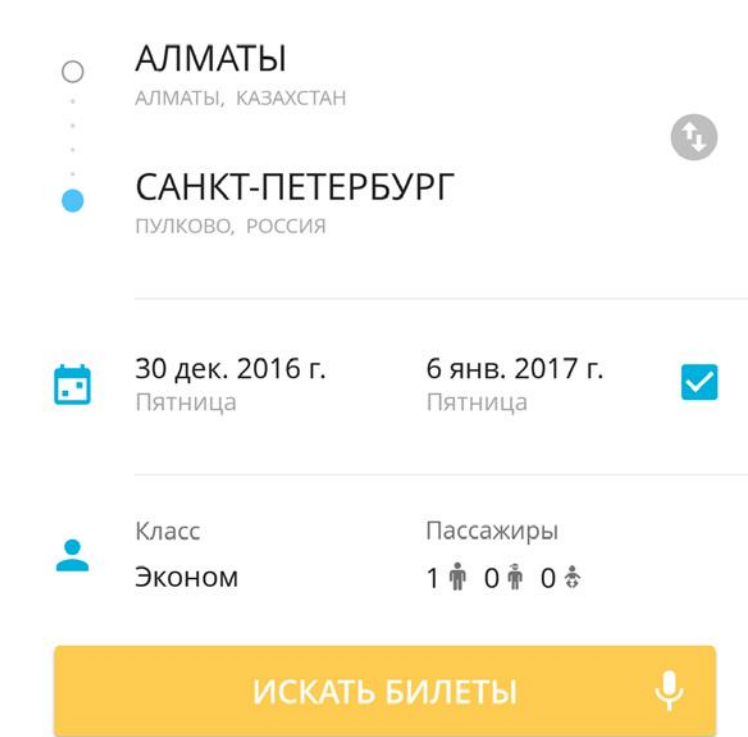 АЛМАТЫ
АЛМАТЫ, КАЗАХСТАН
САНКТ-ПЕТЕРБУРГ
ПУЛКОВО, РОССИЯ
30 дек. 2016 г. 6 янв. 2017 г.
Пятница Пятница
Класс Пассажиры
Эконом 1 0 0
ИСКАТЬ БИЛЕТЫ